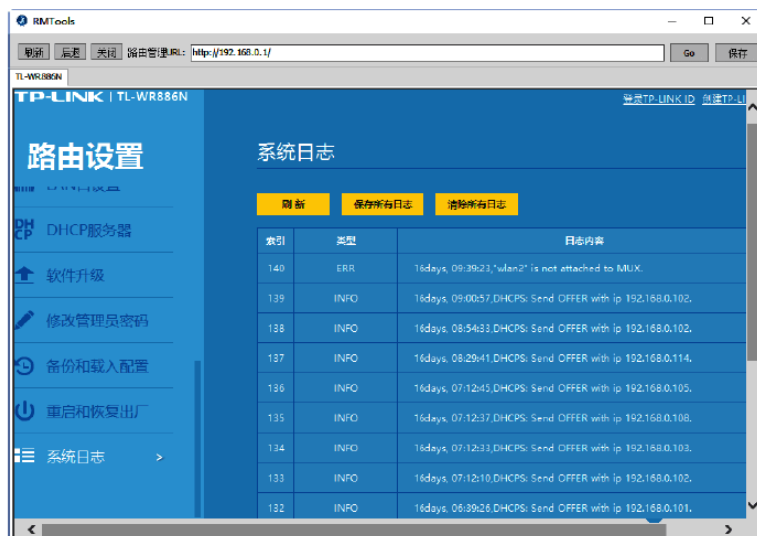 RMTools
刷新 后退 关闭 路由管理URL: http://192.168.0.1/ Go 保存
TL-WR886N
TP-LINK | TL-WR886N
登录TP-LINK ID 创建TP-LI
路由设置
系统日志
刷 新 保存所有日志 清除所有日志
DHCP服务器
软件升级
修改管理员密码
备份和载入配置
重启和恢复出厂
系统日志 >
索引 类型 日志内容
140 ERR 16days, 09:39:23,"wlan2" is not attached to MUX.
139 INFO 16days, 09:00:57,DHCPS: Send OFFER with ip 192.168.0.102.
138 INFO 16days, 08:54:33,DHCPS: Send OFFER with ip 192.168.0.102.
137 INFO 16days, 08:29:41,DHCPS: Send OFFER with ip 192.168.0.114.
136 INFO 16days, 07:12:45,DHCPS: Send OFFER with ip 192.168.0.105.
135 INFO 16days, 07:12:37,DHCPS: Send OFFER with ip 192.168.0.108.
134 INFO 16days, 07:12:33,DHCPS: Send OFFER with ip 192.168.0.103.
133 INFO 16days, 07:12:10,DHCPS: Send OFFER with ip 192.168.0.102.
132 INFO 16days, 06:39:26,DHCPS: Send OFFER with ip 192.168.0.101.